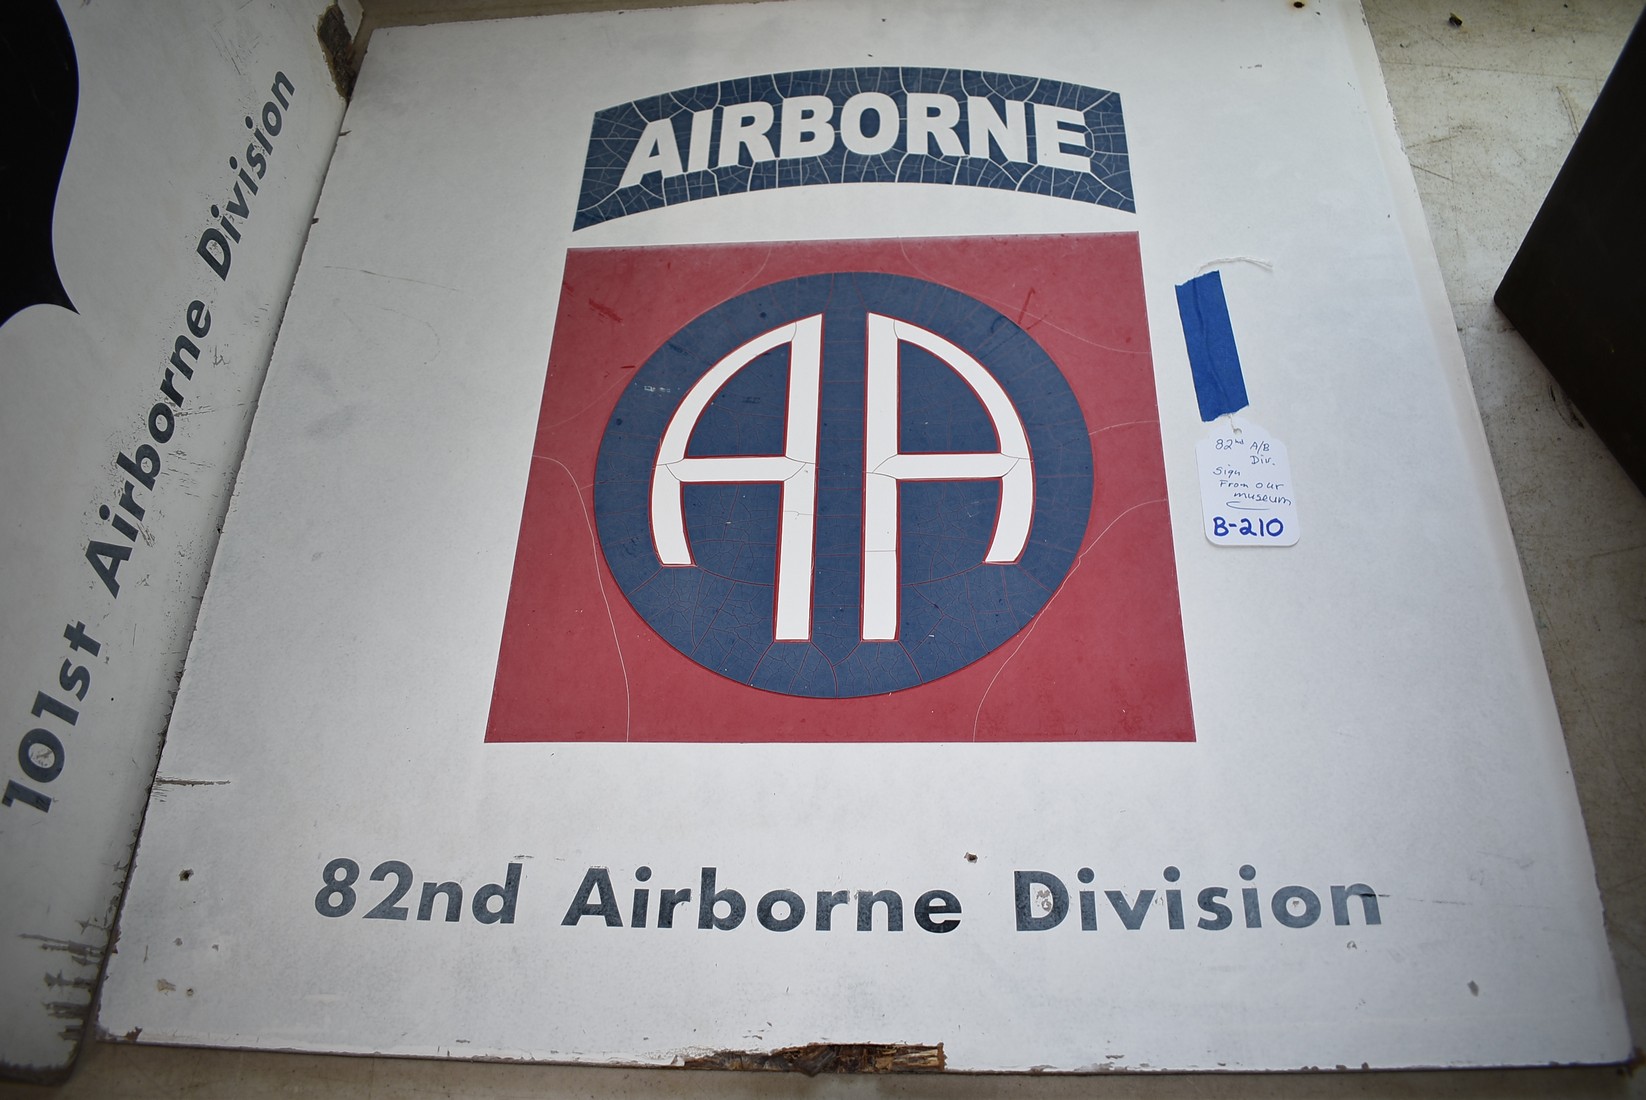 101st Airborne Division
AIRBORNE
AA
82nd Airborne Division
82nd A/B
Div.
Sign
From our
museum
B-210